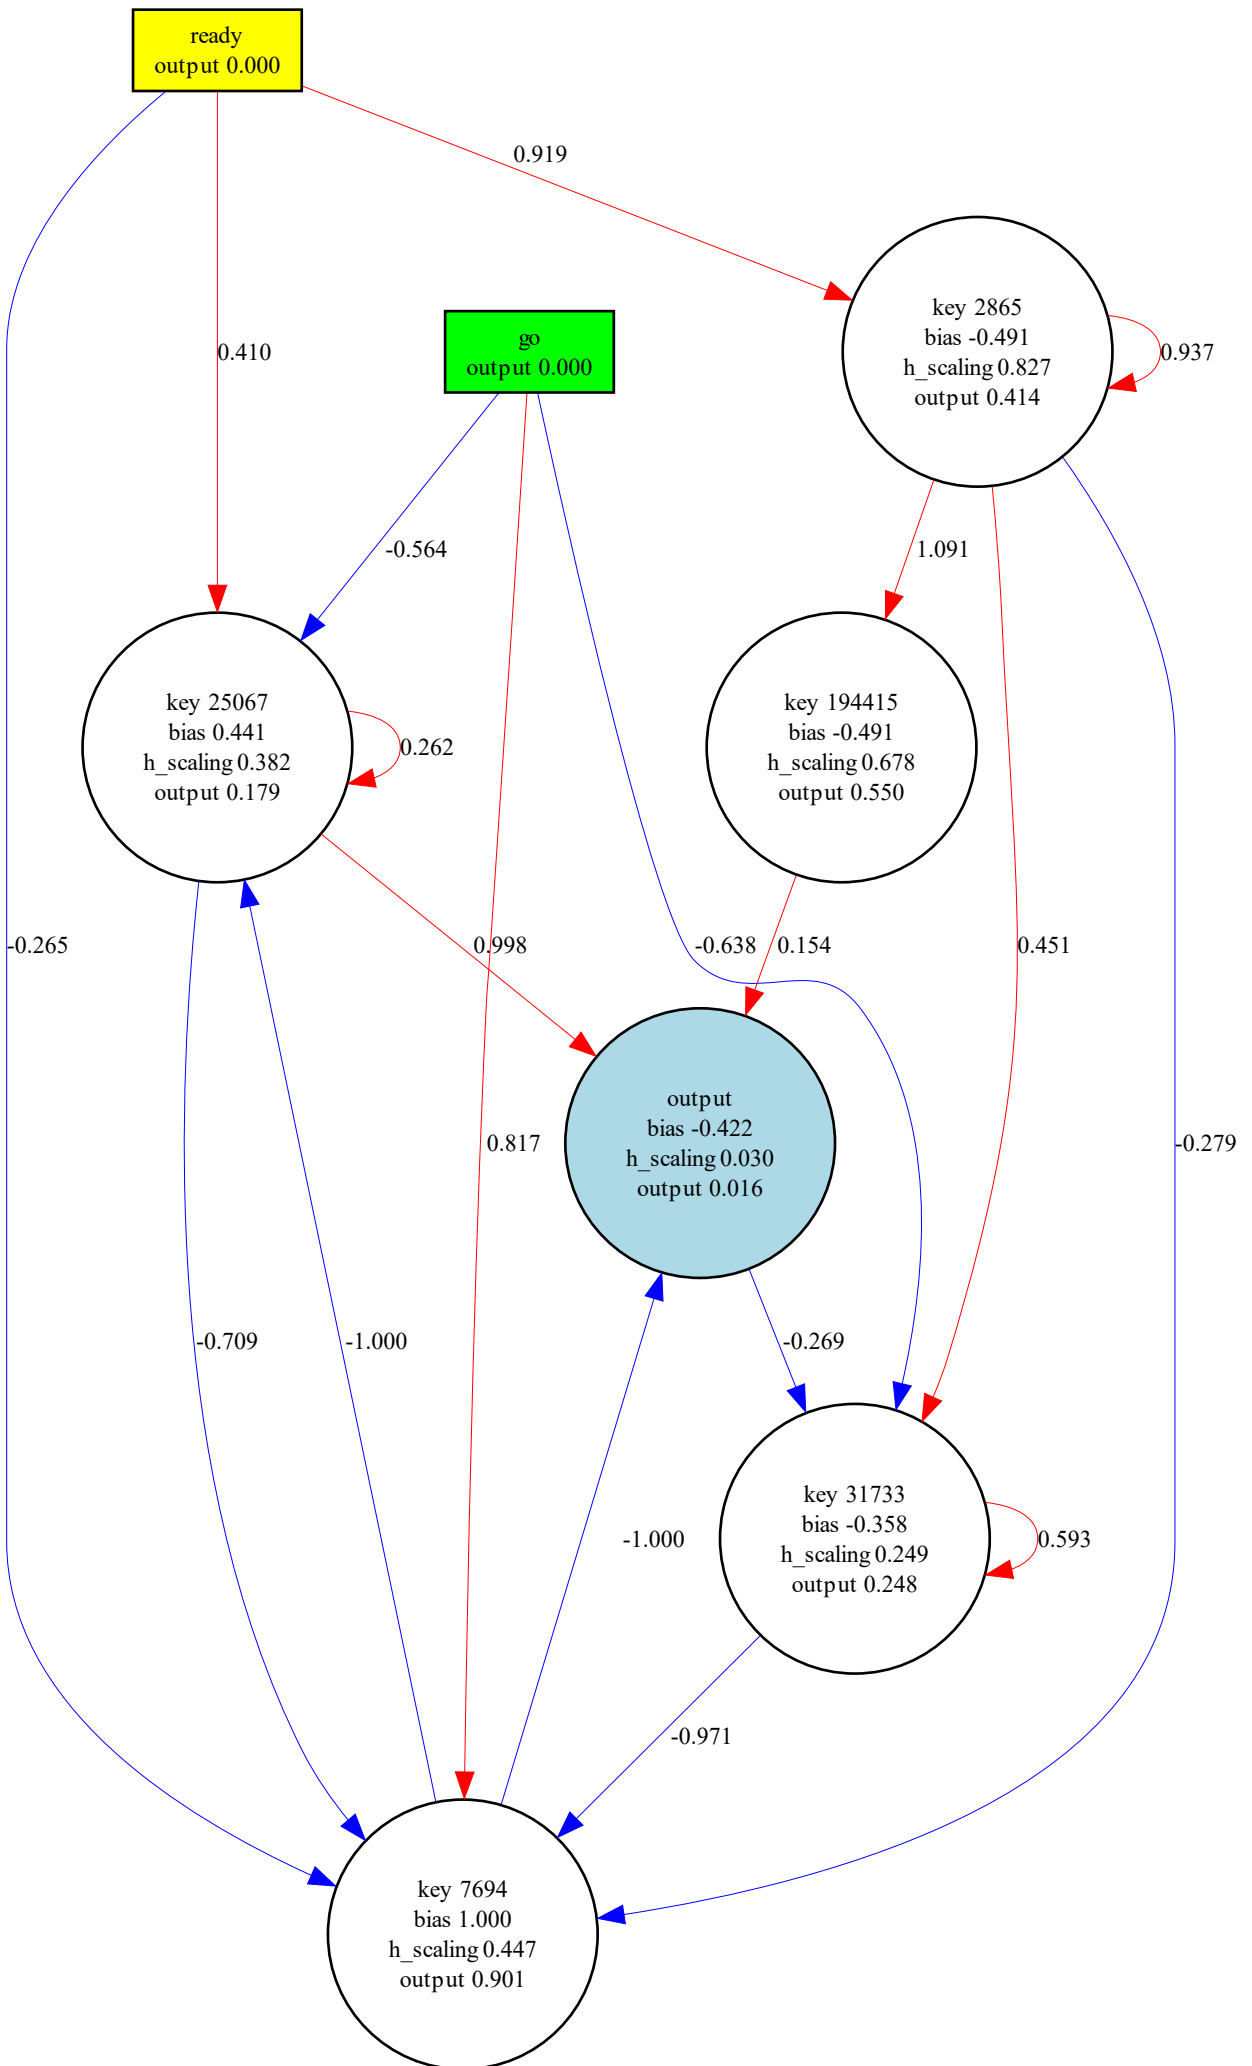 ready
output 0.000
0.919
go
output 0.000
key 2865
bias -0.491
h_scaling 0.827
output 0.414
0.937
0.410
-0.564
1.091
key 25067
bias 0.441
h_scaling 0.382
output 0.179
0.262
key 194415
bias -0.491
h_scaling 0.678
output 0.550
-0.265
0.998
-0.638
0.154
0.451
output
bias -0.422
h_scaling 0.030
output 0.016
0.817
-0.279
-0.709
-1.000
-0.269
-1.000
key 31733
bias -0.358
h_scaling 0.249
output 0.248
0.593
-0.971
key 7694
bias 1.000
h_scaling 0.447
output 0.901